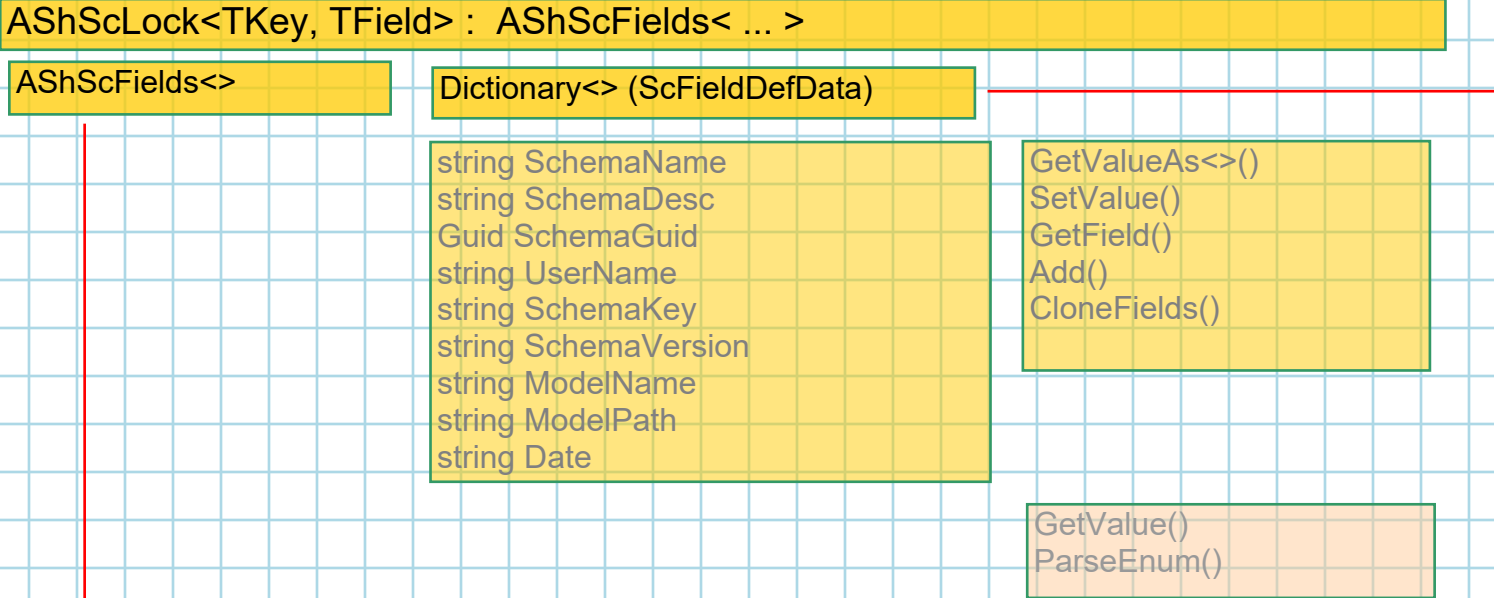 AShScLock<TKey, TField> :  AShScFields< ... >
AShScFields<>
Dictionary<> (ScFieldDefData)
string SchemaName
string SchemaDesc
Guid SchemaGuid
string UserName
string SchemaKey
string SchemaVersion
string ModelName
string ModelPath
string Date
GetValueAs<>()
SetValue()
GetField()
Add()
CloneFields()
GetValue()
ParseEnum()